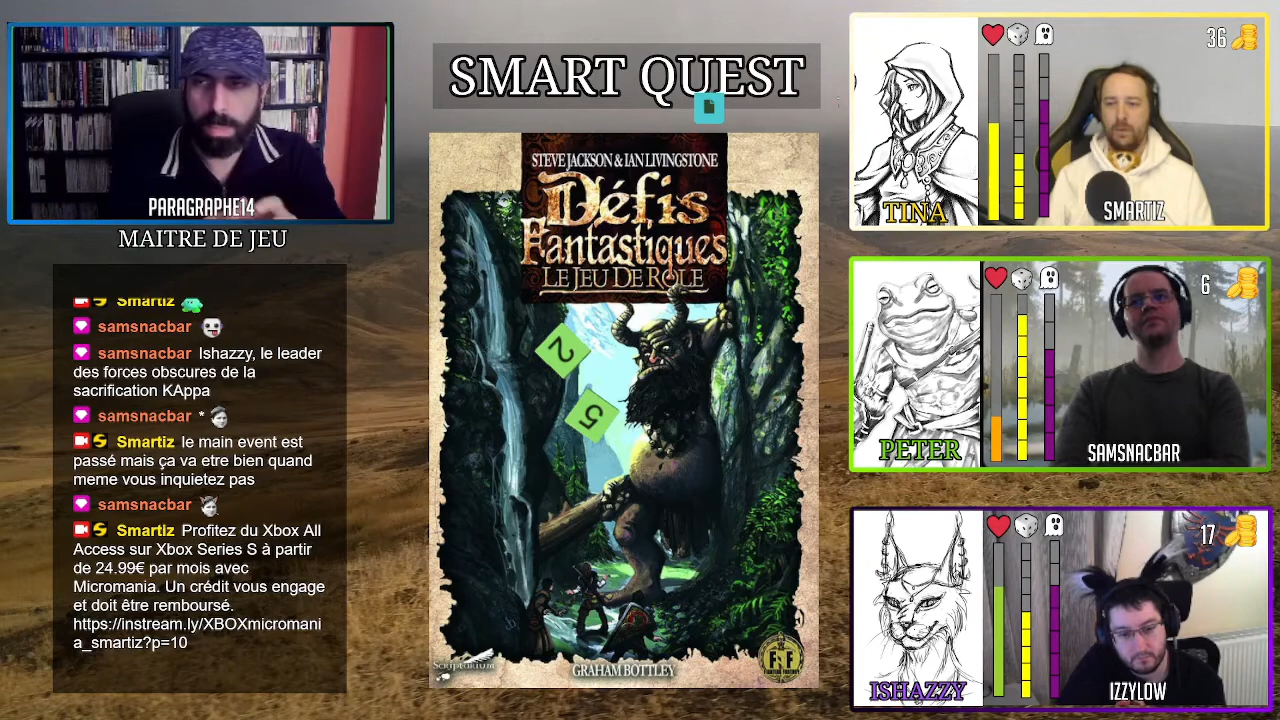 SMART QUEST
PARAGRAPHE14
MAITRE DE JEU
Smartiz
samsnacbar
samsnacbar Ishazzy, le leader
des forces obscures de la
sacrification KAppa
samsnacbar *
Smartiz le main event est
passé mais ça va etre bien quand
meme vous inquietez pas
samsnacbar
Smartiz Profitez du Xbox All
Access sur Xbox Series S à partir
de 24.99€ par mois avec
Micromania. Un crédit vous engage
et doit être remboursé.
https://instream.ly/XBOXmicromani
a_smartiz?p=10
STEVE JACKSON & IAN LIVINGSTONE
Défis
Fantastiques
LE JEU DE RÔLE
2
5
Scriptarium
GRAHAM BOTTLEY
FF
FIGHTING FANTASY
36
TINA
SMARTIZ
6
PETER
SAMSNACBAR
17
ISHAZZY
IZZYLOW